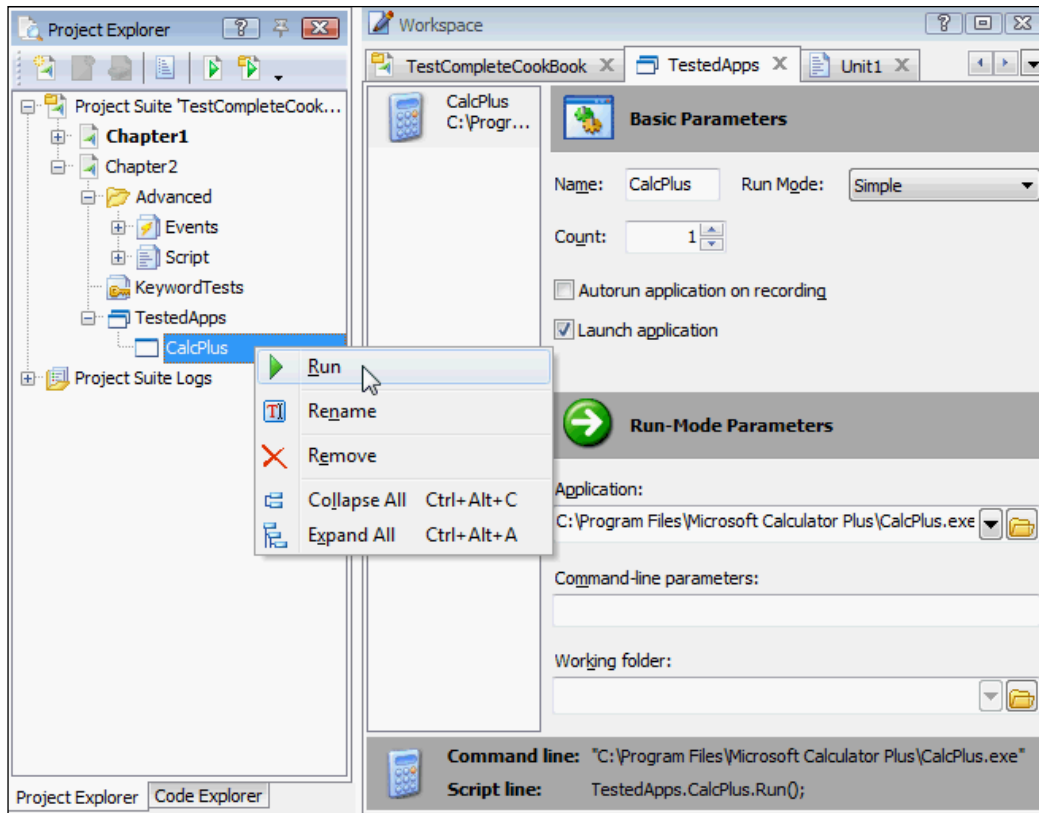 Project Explorer
Project Suite 'TestCompleteCook...
Chapter1
Chapter2
Advanced
Events
Script
KeywordTests
TestedApps
CalcPlus
Project Suite Logs
Run
Rename
Remove
Collapse All Ctrl+Alt+C
Expand All Ctrl+Alt+A
Project Explorer
Code Explorer
Workspace
TestCompleteCookBook
TestedApps
Unit1
CalcPlus
C:\Progr...
Basic Parameters
Name: CalcPlus Run Mode: Simple
Count: 1
Autorun application on recording
Launch application
Run-Mode Parameters
Application:
C:\Program Files\Microsoft Calculator Plus\CalcPlus.exe
Command-line parameters:
Working folder:
Command line: "C:\Program Files\Microsoft Calculator Plus\CalcPlus.exe"
Script line: TestedApps.CalcPlus.Run();